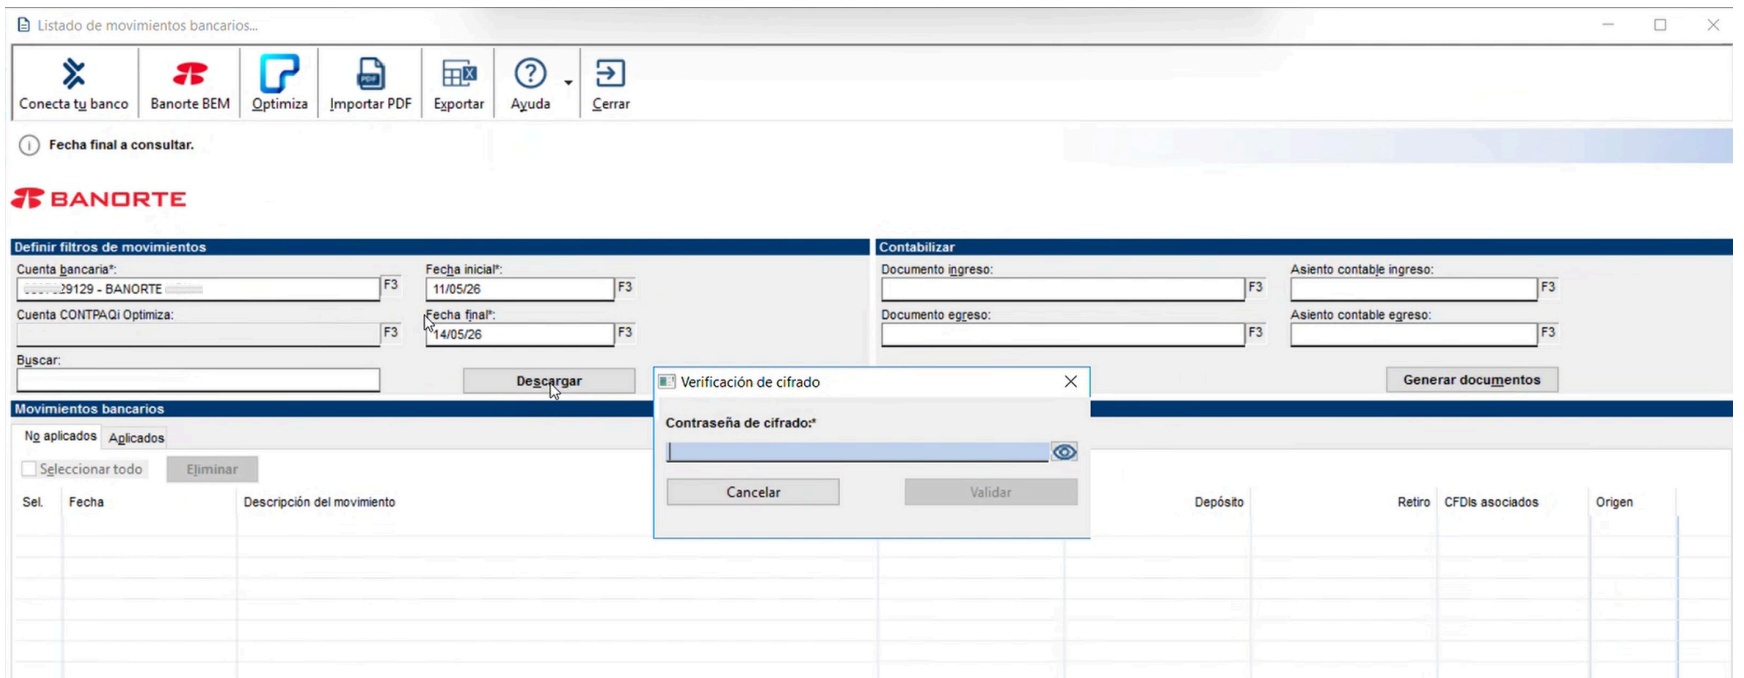 Listado de movimientos bancarios...
Conecta tu banco Banorte BEM Optimiza Importar PDF Exportar Ayuda Cerrar
Fecha final a consultar.
BANORTE
Definir filtros de movimientos
Contabilizar
Cuenta bancaria*: Fecha inicial*: Documento ingreso: Asiento contable ingreso:
29129 - BANORTE F3 11/05/26 F3 F3 F3
Cuenta CONTPAQi Optimiza: Fecha final*: Documento egreso: Asiento contable egreso:
F3 14/05/26 F3 F3 F3
Buscar:
Descargar
Generar documentos
Verificación de cifrado
Contraseña de cifrado:*
Cancelar Validar
Movimientos bancarios
No aplicados Aplicados
Seleccionar todo Eliminar
Sel. Fecha Descripción del movimiento Depósito Retiro CFDIs asociados Origen